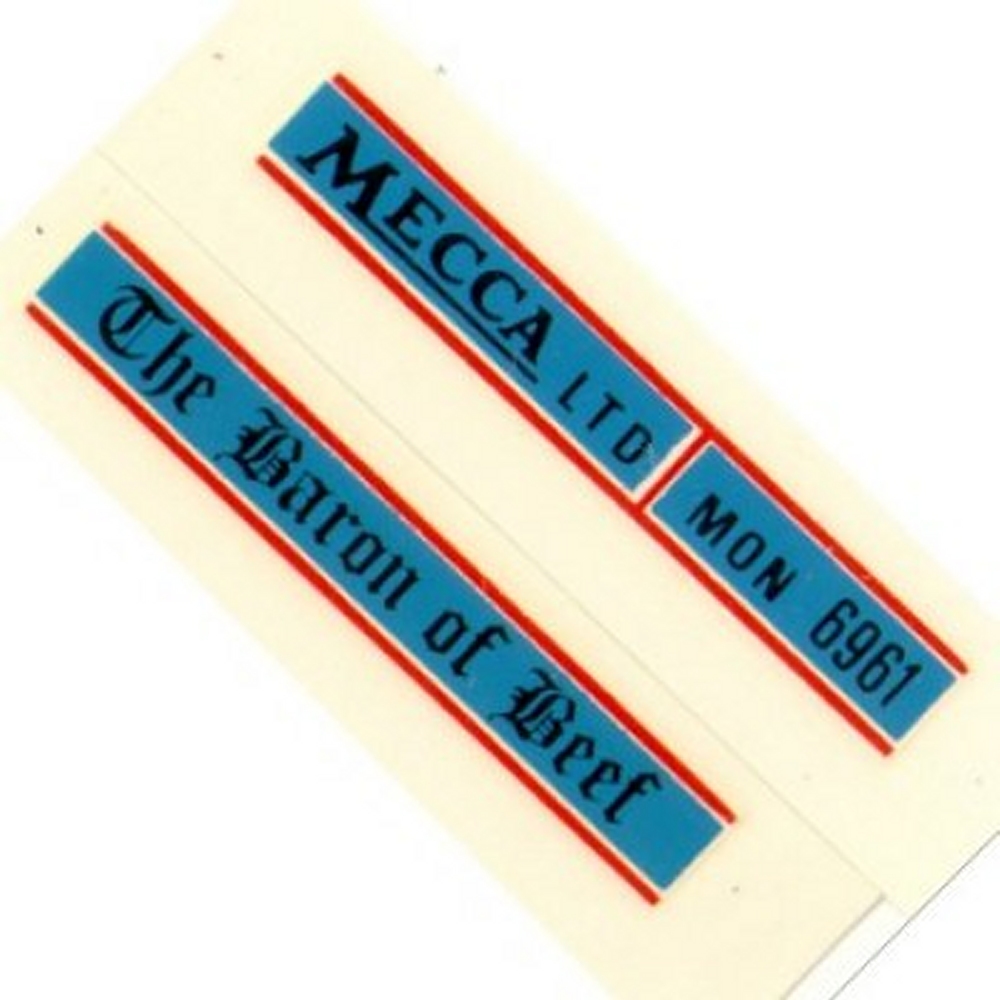 MECCA LTD MON 6961
The Baron of Beef